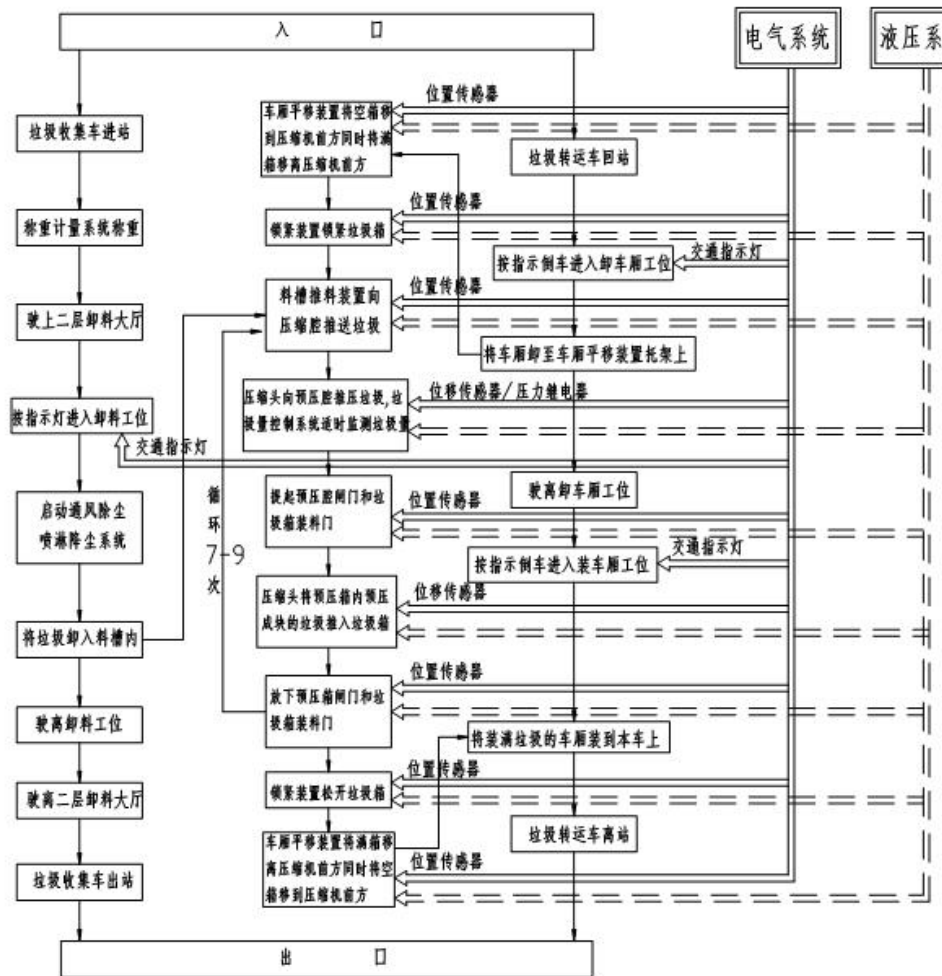 入 口
电气系统
液压系
位置传感器
车厢平移装置将空箱移
到压缩机前方同时将满
箱移离压缩机前方
垃圾收集车进站
垃圾转运车回站
位置传感器
称重计量系统称重
锁紧装置锁紧垃圾箱
交通指示灯
按指示倒车进入卸车厢工位
位置传感器
料槽推料装置向
压缩腔推送垃圾
驶上二层卸料大厅
将车厢卸至车厢平移装置托架上
位移传感器/压力继电器
压缩头向预压腔推压垃圾,垃
圾量控制系统适时监测垃圾量
按指示灯进入卸料工位
交通指示灯
驶离卸车厢工位
位置传感器
提起预压腔闸门和垃
圾箱装料门
启动通风除尘
喷淋降尘系统
循
环
7-9
次
交通指示灯
按指示倒车进入装车厢工位
位移传感器
压缩头将预压箱内预压
成块的垃圾推入垃圾箱
将垃圾卸入料槽内
位置传感器
放下预压箱闸门和垃
圾箱装料门
驶离卸料工位
将装满垃圾的车厢装到本车上
位置传感器
锁紧装置松开垃圾箱
驶离二层卸料大厅
垃圾转运车离站
车厢平移装置将满箱移
离压缩机前方同时将空
箱移到压缩机前方
位置传感器
垃圾收集车出站
出 口